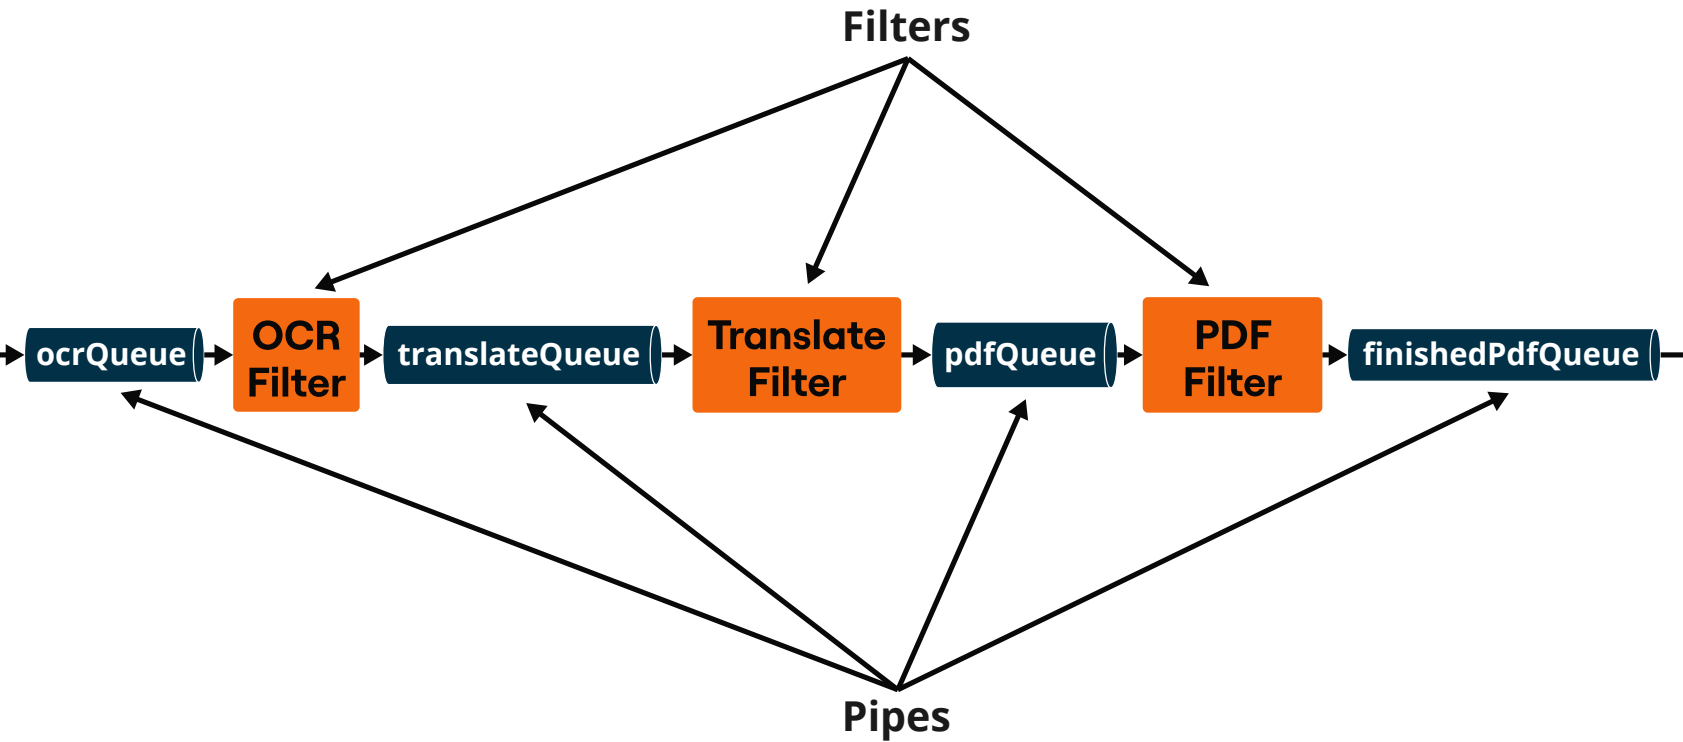 Filters
ocrQueue
OCR
Filter
translateQueue
Translate
Filter
pdfQueue
PDF
Filter
finishedPdfQueue
Pipes